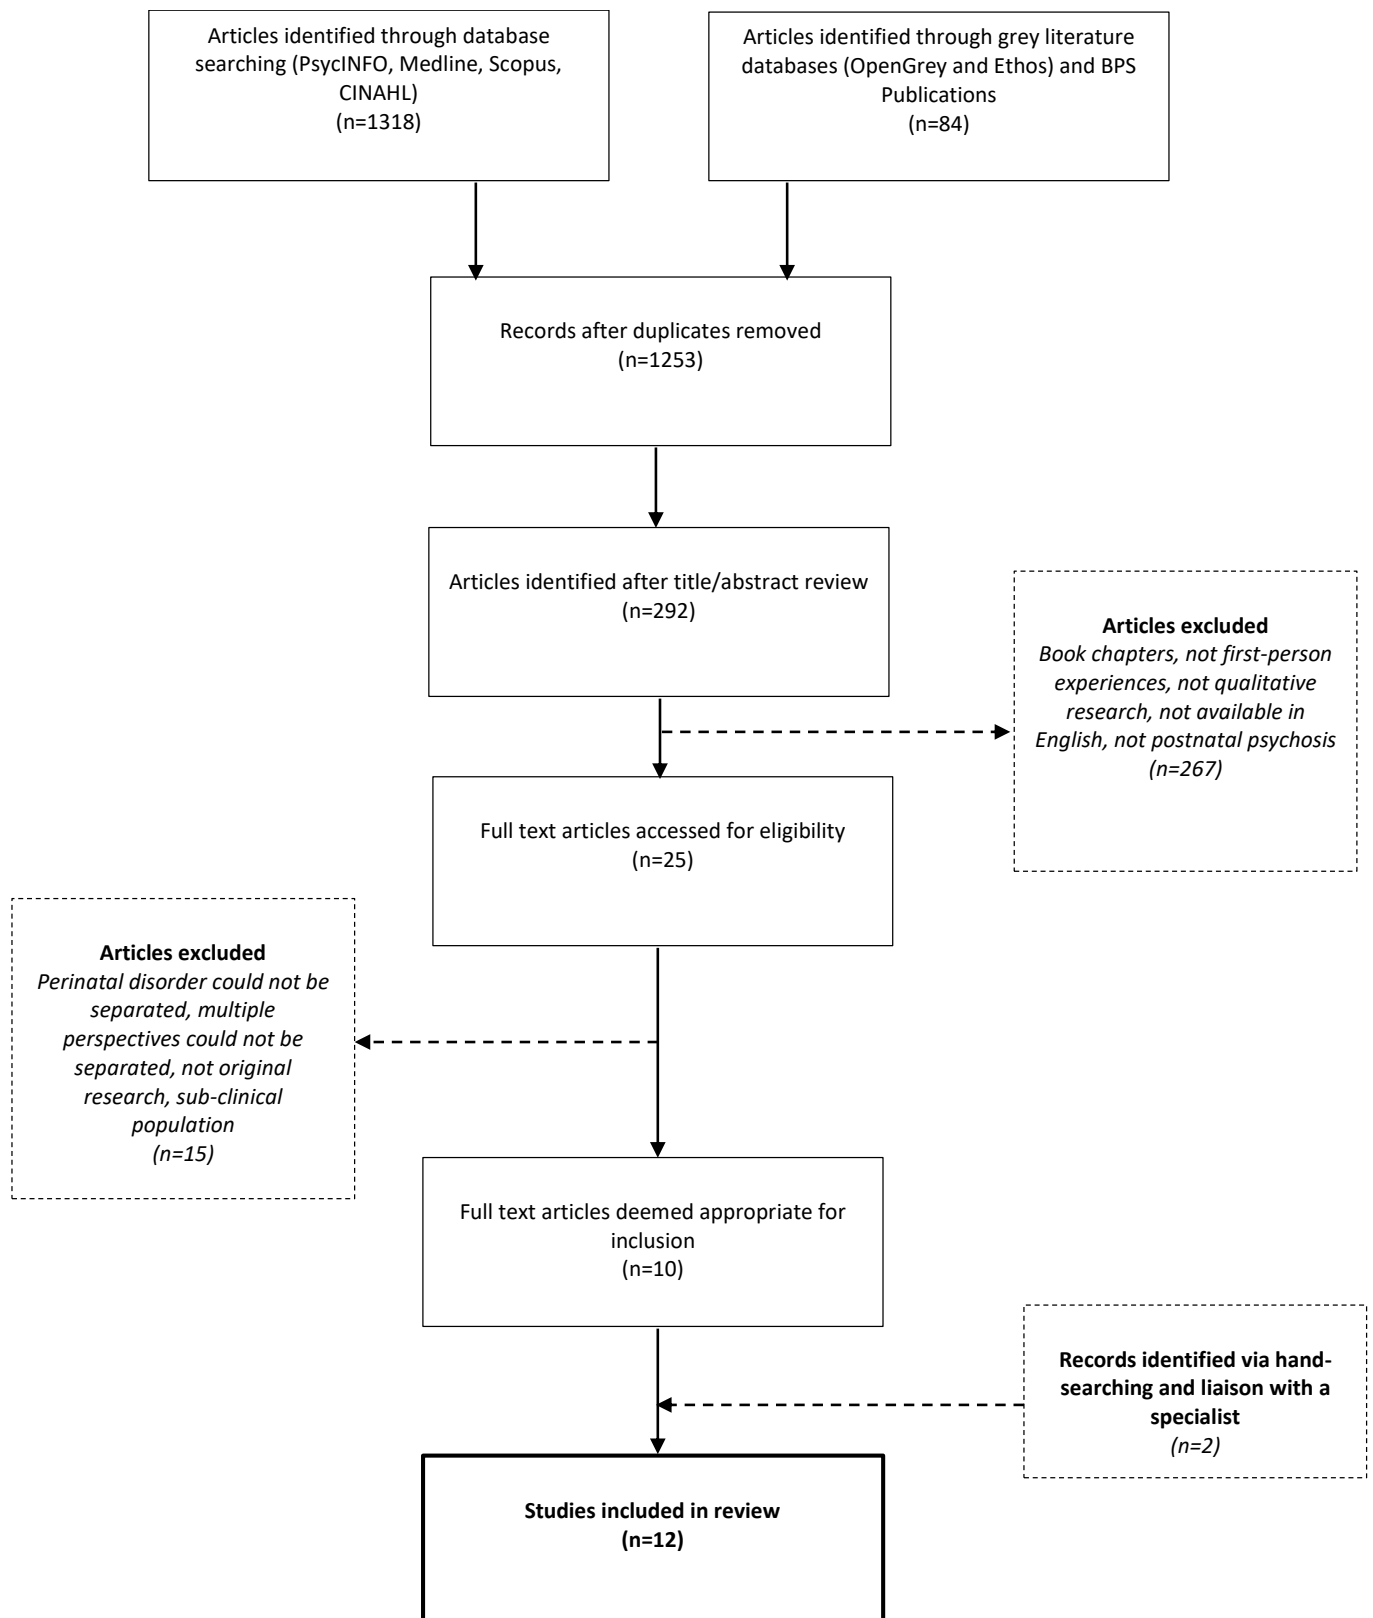 Articles identified through database
searching (PsycINFO, Medline, Scopus,
CINAHL)
(n=1318)
Articles identified through grey literature
databases (OpenGrey and Ethos) and BPS
Publications
(n=84)
Records after duplicates removed
(n=1253)
Articles identified after title/abstract review
(n=292)
Articles excluded
Book chapters, not first-person
experiences, not qualitative
research, not available in
English, not postnatal psychosis
(n=267)
Full text articles accessed for eligibility
(n=25)
Articles excluded
Perinatal disorder could not be
separated, multiple
perspectives could not be
separated, not original
research, sub-clinical
population
(n=15)
Full text articles deemed appropriate for
inclusion
(n=10)
Records identified via hand-
searching and liaison with a
specialist
(n=2)
Studies included in review
(n=12)